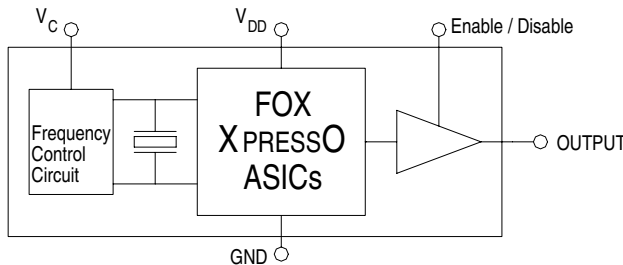 VC
VDD
Enable / Disable
Frequency
Control
Circuit
FOX
XPRESSO
ASICs
OUTPUT
GND